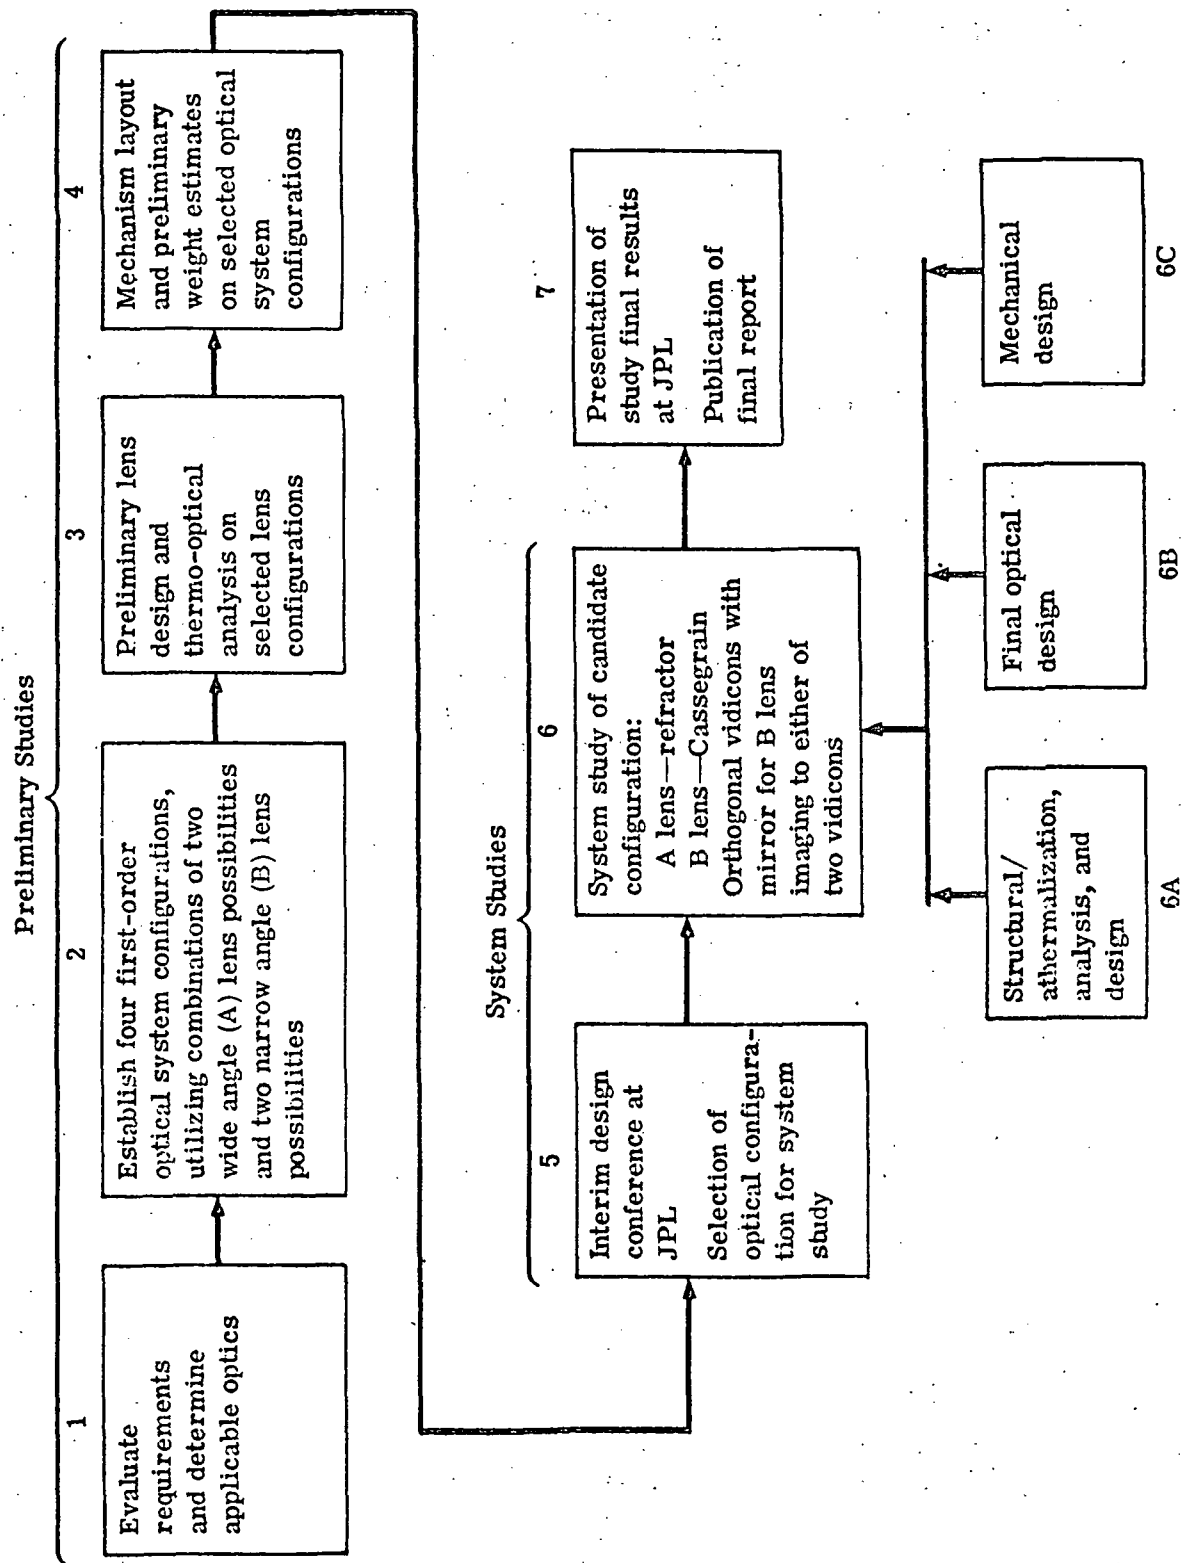 Preliminary Studies
1
Evaluate
requirements
and determine
applicable optics
2
Establish four first-order
optical system configurations,
utilizing combinations of two
wide angle (A) lens possibilities
and two narrow angle (B) lens
possibilities
3
Preliminary lens
design and
thermo-optical
analysis on
selected lens
configurations
4
Mechanism layout
and preliminary
weight estimates
on selected optical
system
configurations
System Studies
5
Interim design
conference at
JPL
Selection of
optical configura-
tion for system
study
6
System study of candidate
configuration:
A lens—refractor
B lens—Cassegrain
Orthogonal vidicons with
mirror for B lens
imaging to either of
two vidicons
7
Presentation of
study final results
at JPL
Publication of
final report
Structural/
athermalization,
analysis, and
design
6A
Final optical
design
6B
Mechanical
design
6C